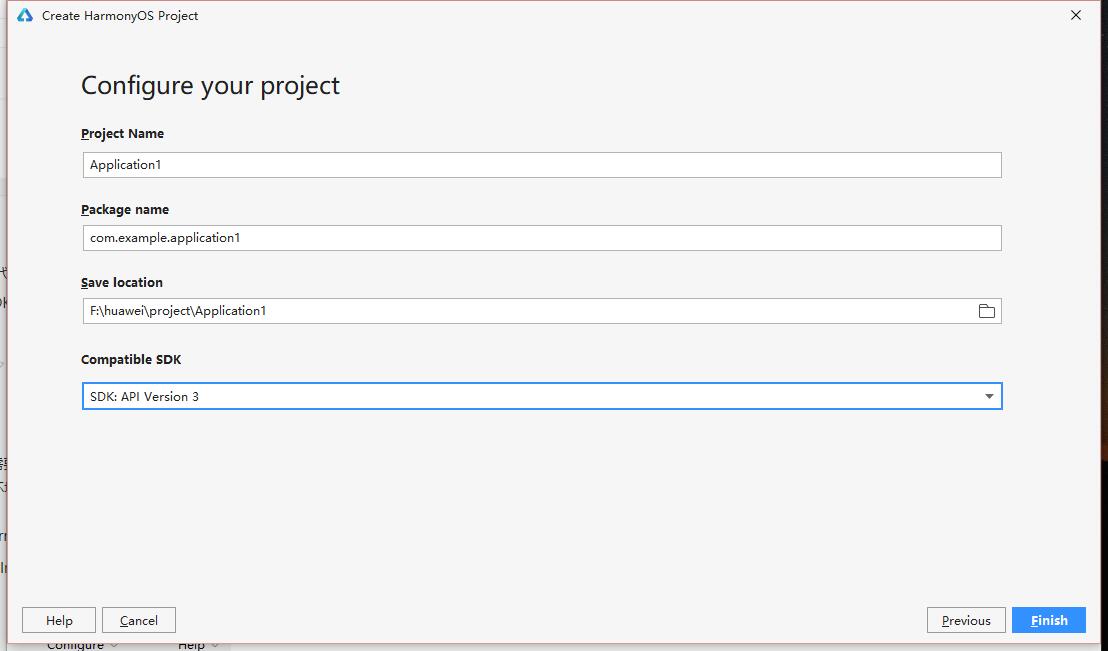 Create HarmonyOS Project
Configure your project
Project Name
Application1
Package name
com.example.application1
Save location
F:\huawei\project\Application1
Compatible SDK
SDK: API Version 3
Help
Cancel
Previous
Finish
Configure
Help